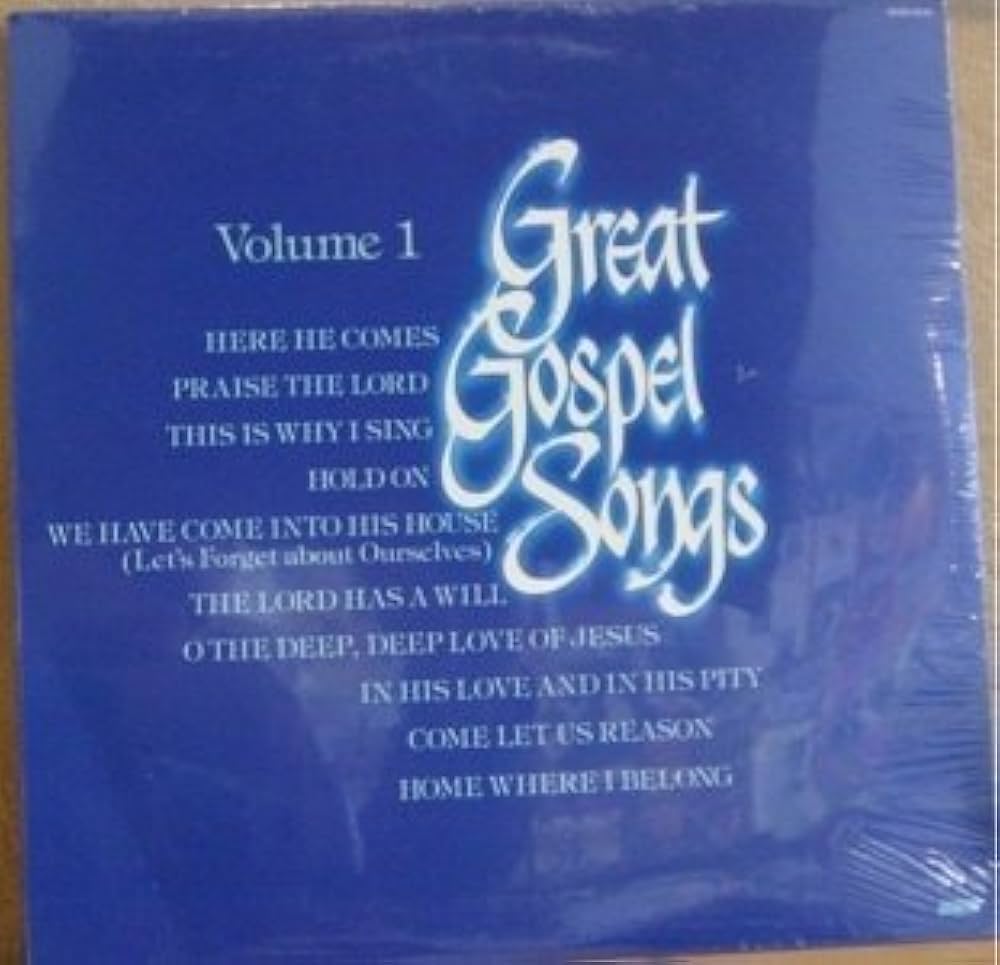 Volume 1
Great
Gospel
Songs
HERE HE COMES
PRAISE THE LORD
THIS IS WHY I SING
HOLD ON
WE HAVE COME INTO HIS HOUSE
(Let's Forget about Ourselves)
THE LORD HAS A WILL
O THE DEEP, DEEP LOVE OF JESUS
IN HIS LOVE AND IN HIS PITY
COME LET US REASON
HOME WHERE I BELONG